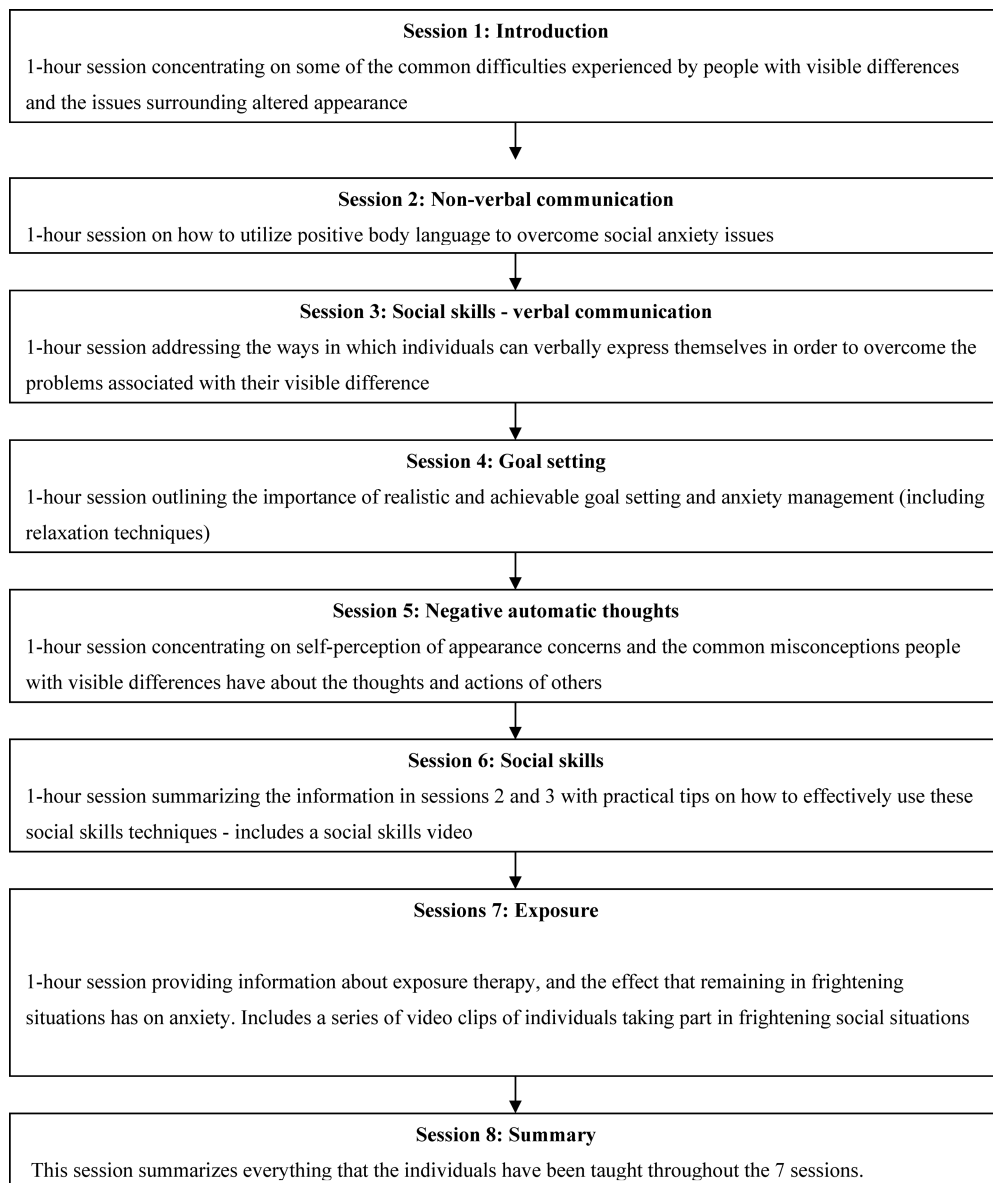 Session 1: Introduction
1-hour session concentrating on some of the common difficulties experienced by people with visible differences
and the issues surrounding altered appearance
Session 2: Non-verbal communication
1-hour session on how to utilize positive body language to overcome social anxiety issues
Session 3: Social skills - verbal communication
1-hour session addressing the ways in which individuals can verbally express themselves in order to overcome the
problems associated with their visible difference
Session 4: Goal setting
1-hour session outlining the importance of realistic and achievable goal setting and anxiety management (including
relaxation techniques)
Session 5: Negative automatic thoughts
1-hour session concentrating on self-perception of appearance concerns and the common misconceptions people
with visible differences have about the thoughts and actions of others
Session 6: Social skills
1-hour session summarizing the information in sessions 2 and 3 with practical tips on how to effectively use these
social skills techniques - includes a social skills video
Sessions 7: Exposure
1-hour session providing information about exposure therapy, and the effect that remaining in frightening
situations has on anxiety. Includes a series of video clips of individuals taking part in frightening social situations
Session 8: Summary
This session summarizes everything that the individuals have been taught throughout the 7 sessions.